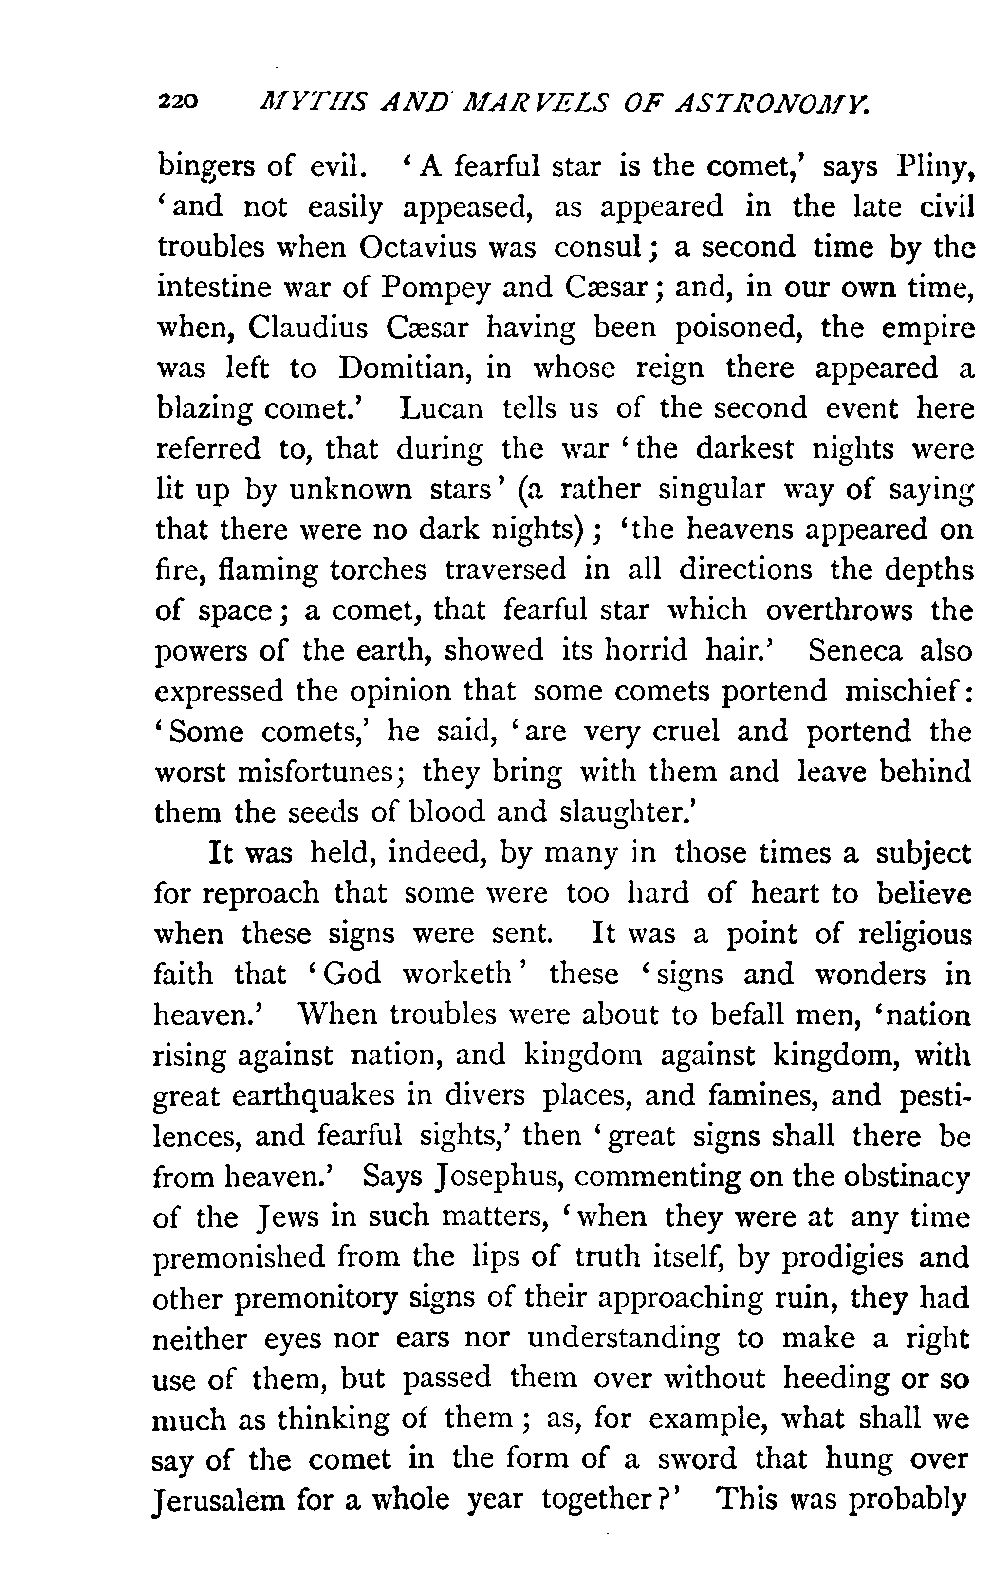 220 MYTHS AND MARVELS OF ASTRONOMY.
bingers of evil. ‘A fearful star is the comet,’ says Pliny,
‘and not easily appeased, as appeared in the late civil
troubles when Octavius was consul; a second time by the
intestine war of Pompey and Cæsar; and, in our own time,
when, Claudius Cæsar having been poisoned, the empire
was left to Domitian, in whose reign there appeared a
blazing comet.’ Lucan tells us of the second event here
referred to, that during the war ‘the darkest nights were
lit up by unknown stars’ (a rather singular way of saying
that there were no dark nights); ‘the heavens appeared on
fire, flaming torches traversed in all directions the depths
of space; a comet, that fearful star which overthrows the
powers of the earth, showed its horrid hair.’ Seneca also
expressed the opinion that some comets portend mischief:
‘Some comets,’ he said, ‘are very cruel and portend the
worst misfortunes; they bring with them and leave behind
them the seeds of blood and slaughter.’
It was held, indeed, by many in those times a subject
for reproach that some were too hard of heart to believe
when these signs were sent. It was a point of religious
faith that ‘God worketh’ these ‘signs and wonders in
heaven.’ When troubles were about to befall men, ‘nation
rising against nation, and kingdom against kingdom, with
great earthquakes in divers places, and famines, and pesti-
lences, and fearful sights,’ then ‘great signs shall there be
from heaven.’ Says Josephus, commenting on the obstinacy
of the Jews in such matters, ‘when they were at any time
premonished from the lips of truth itself, by prodigies and
other premonitory signs of their approaching ruin, they had
neither eyes nor ears nor understanding to make a right
use of them, but passed them over without heeding or so
much as thinking of them; as, for example, what shall we
say of the comet in the form of a sword that hung over
Jerusalem for a whole year together?’ This was probably